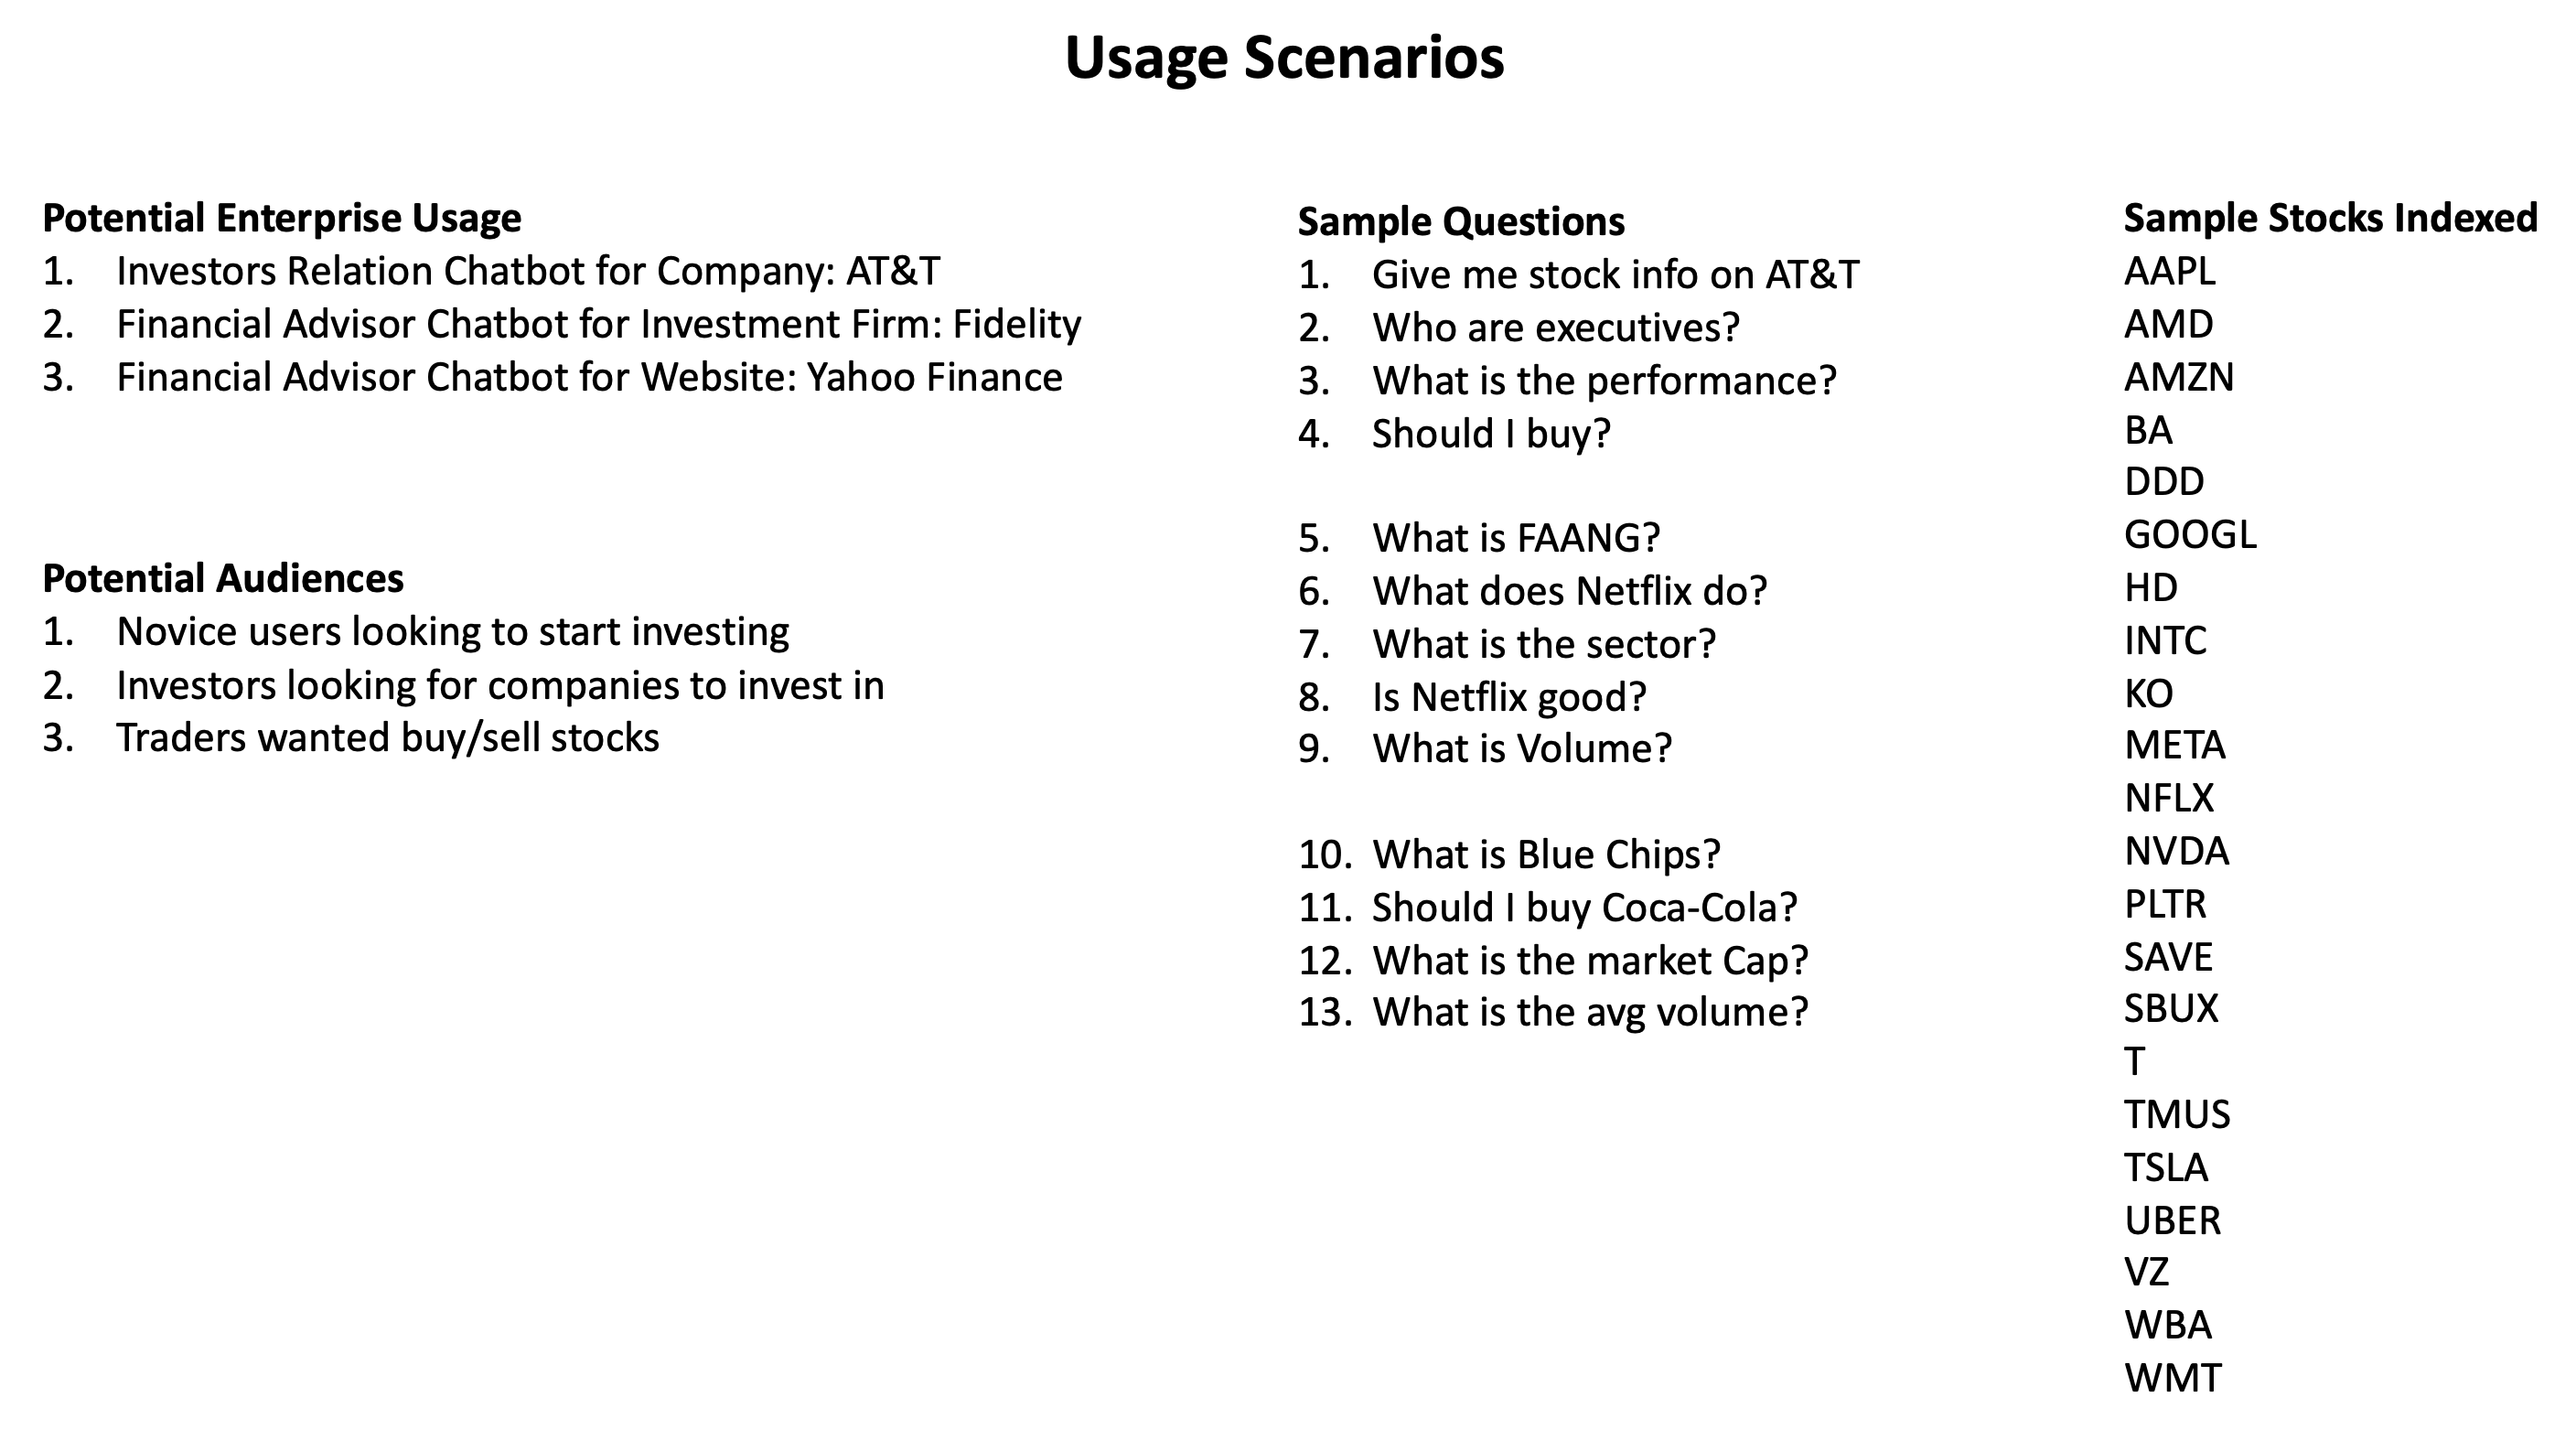 Usage Scenarios
Potential Enterprise Usage
1. Investors Relation Chatbot for Company: AT&T
2. Financial Advisor Chatbot for Investment Firm: Fidelity
3. Financial Advisor Chatbot for Website: Yahoo Finance
Potential Audiences
1. Novice users looking to start investing
2. Investors looking for companies to invest in
3. Traders wanted buy/sell stocks
Sample Questions
1. Give me stock info on AT&T
2. Who are executives?
3. What is the performance?
4. Should I buy?
5. What is FAANG?
6. What does Netflix do?
7. What is the sector?
8. Is Netflix good?
9. What is Volume?
10. What is Blue Chips?
11. Should I buy Coca-Cola?
12. What is the market Cap?
13. What is the avg volume?
Sample Stocks Indexed
AAPL
AMD
AMZN
BA
DDD
GOOGL
HD
INTC
KO
META
NFLX
NVDA
PLTR
SAVE
SBUX
T
TMUS
TSLA
UBER
VZ
WBA
WMT